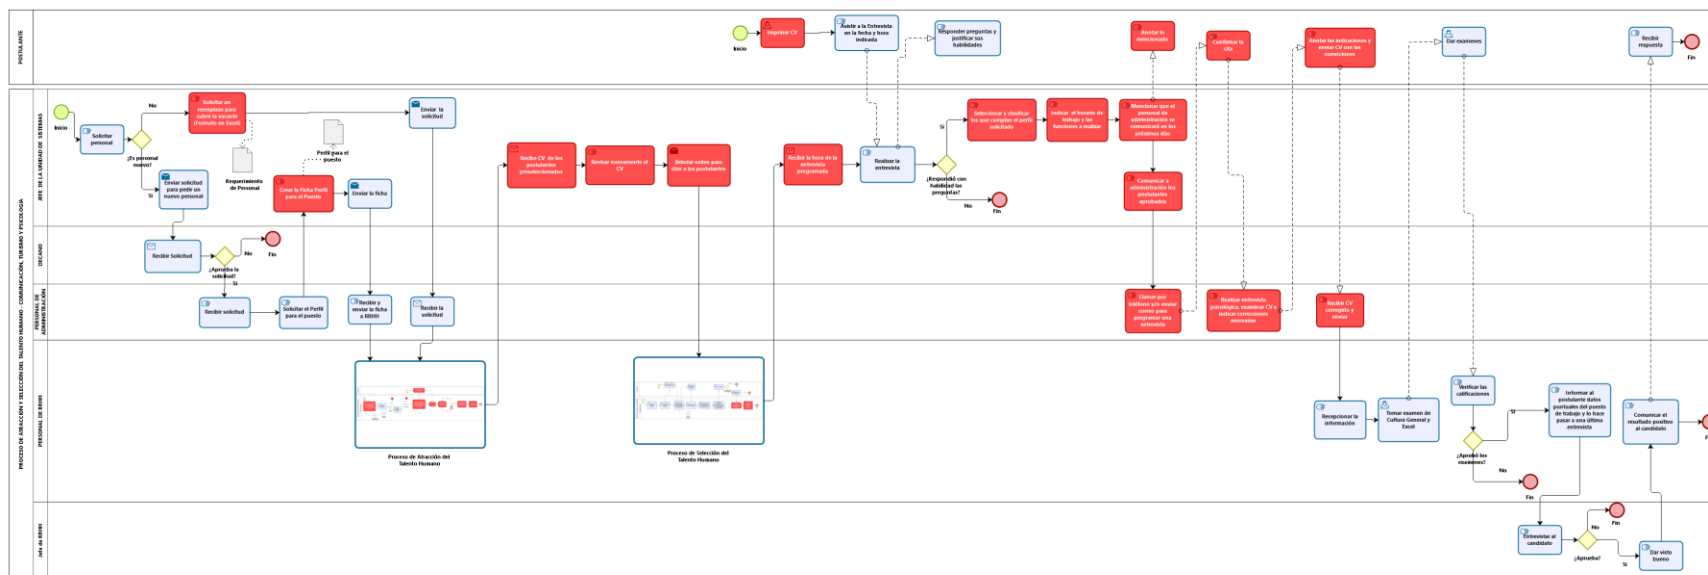 POSTULANTE
Inicio
Imprimir CV
Asistir a la Entrevista
en la fecha y hora
indicada
Responder preguntas y
justificar sus
habilidades
Anotar lo
mencionado
Confirmar la
cita
Anotar las indicaciones y
enviar CV con las
correcciones
Dar examenes
Recibir
respuesta
Fin
PROCESO DE ATRACCIÓN Y SELECCIÓN DEL TALENTO HUMANO - COMUNICACIÓN, TURISMO Y PSICOLOGÍA
JEFE DE LA UNIDAD DE SISTEMAS
Inicio
Solicitar
personal
¿Es personal
nuevo?
No
Si
Solicitar un
reemplazo para
cubrir la vacante
(Formato en Excel)
Requerimiento
de Personal
Enviar solicitud
para pedir un
nuevo personal
Perfil para el
puesto
Crear la Ficha Perfil
para el Puesto
Enviar la ficha
Enviar la
solicitud
Recibe CV de los
postulantes
preseleccionados
Revisar nuevamente el
CV
Brindar orden para
citar a los postulantes
Recibir la hora de la
entrevista
programada
Realizar la
entrevista
¿Respondió con
habilidad las
preguntas?
Si
No
Fin
Seleccionar y clasificar
los que cumplan el perfil
solicitado
Indicar el horario de
trabajo y las
funciones a realizar
Mencionar que el
personal de
administración se
comunicará en los
próximos días
Comunicar a
administración los
postulantes
aprobados
DECANO
Recibir Solicitud
¿Aprueba la
solicitud?
No
Fin
Si
PERSONAL DE
ADMINISTRACIÓN
Recibir solicitud
Solicitar el Perfil
para el puesto
Recibir y
enviar la ficha
a RRHH
Recibir la
solicitud
Llamar por
teléfono y/o enviar
correo para
programar una
entrevista
Realizar entrevista
psicológica, examinar CV e
indicar correcciones
necesarias
Recibir CV
corregido y
enviar
PERSONAL DE RRHH
Proceso de Atracción del
Talento Humano
Proceso de Selección del
Talento Humano
Recepcionar la
información
Tomar examen de
Cultura General y
Excel
Verificar las
calificaciones
¿Aprobó los
examenes?
SI
No
Fin
Informar al
postulante datos
puntuales del puesto
de trabajo y lo hace
pasar a una última
entrevista
Comunicar el
resultado positivo
al candidato
Jefe de RRHH
Entrevistar al
candidato
¿Aprueba?
No
Fin
Si
Dar visto
bueno